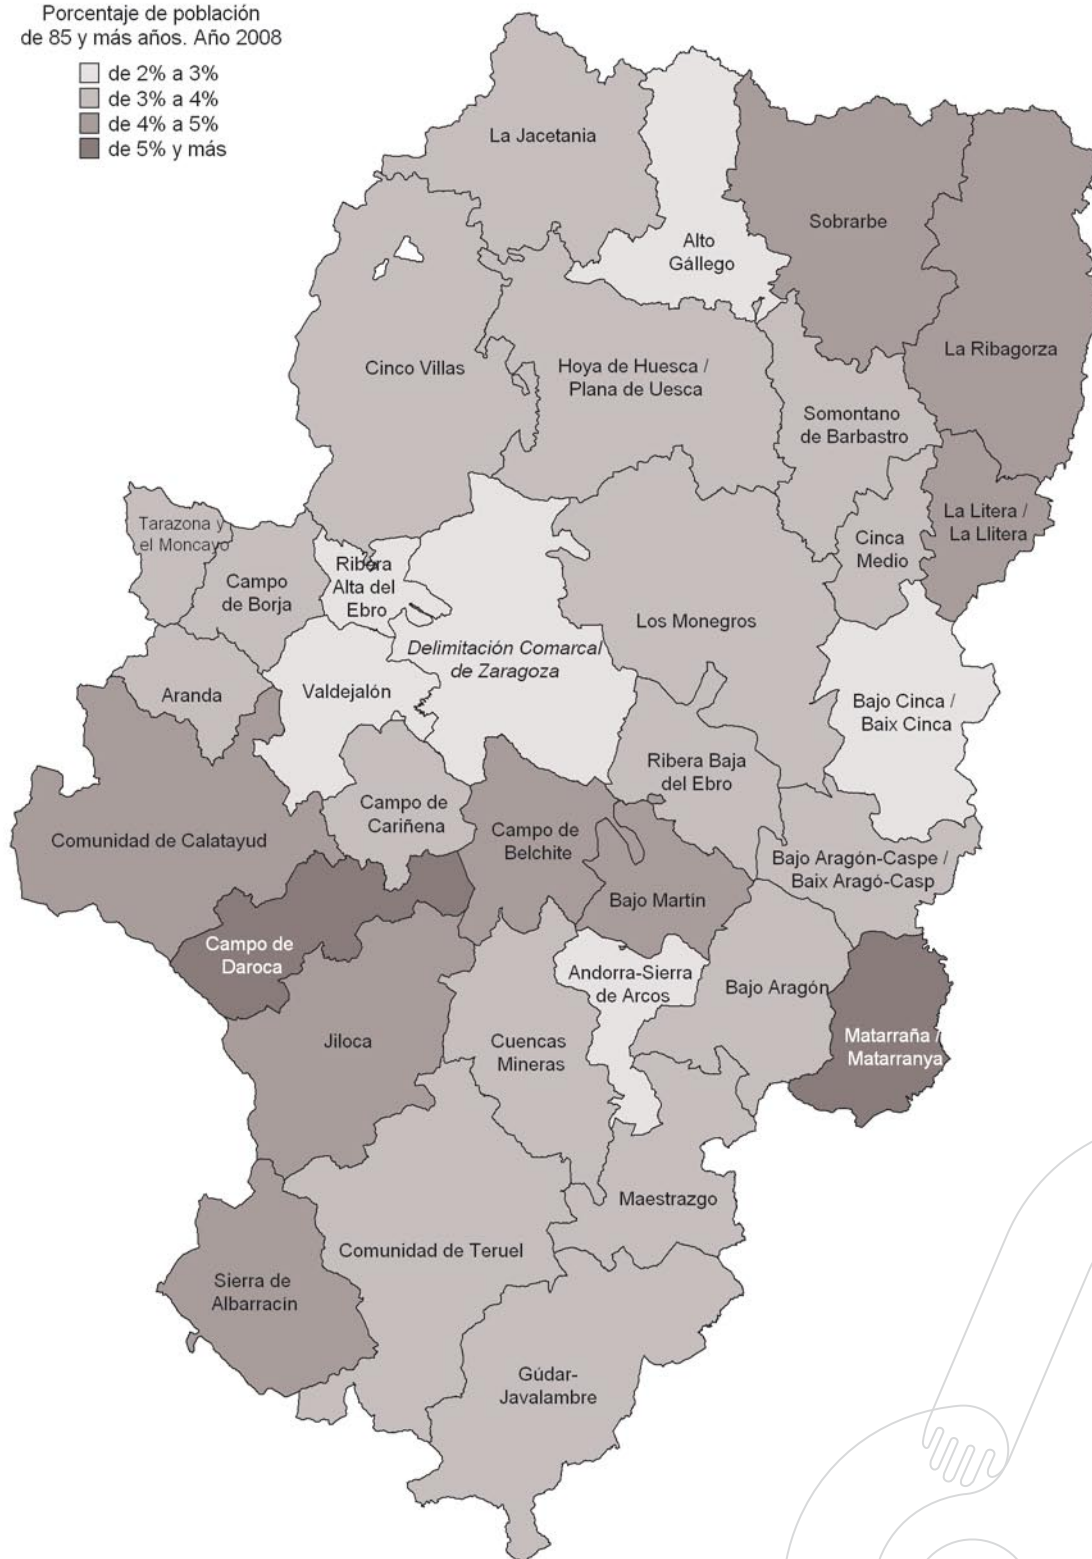 Porcentaje de población
de 85 y más años. Año 2008
de 2% a 3%
de 3% a 4%
de 4% a 5%
de 5% y más
La Jacetania
Alto
Gállego
Sobrarbe
La Ribagorza
Cinco Villas
Hoya de Huesca /
Plana de Uesca
Somontano
de Barbastro
La Litera /
La Llitera
Cinca
Medio
Tarazona y
el Moncayo
Campo
de Borja
Ribera
Alta del
Ebro
Los Monegros
Delimitación Comarcal
de Zaragoza
Aranda
Valdejalón
Bajo Cinca /
Baix Cinca
Ribera Baja
del Ebro
Campo de
Cariñena
Comunidad de Calatayud
Campo de
Belchite
Bajo Aragón-Caspe /
Baix Aragó-Casp
Bajo Martín
Campo de
Daroca
Andorra-Sierra
de Arcos
Bajo Aragón
Jiloca
Cuencas
Mineras
Matarraña /
Matarranya
Maestrazgo
Comunidad de Teruel
Sierra de
Albarracín
Gúdar-
Javalambre